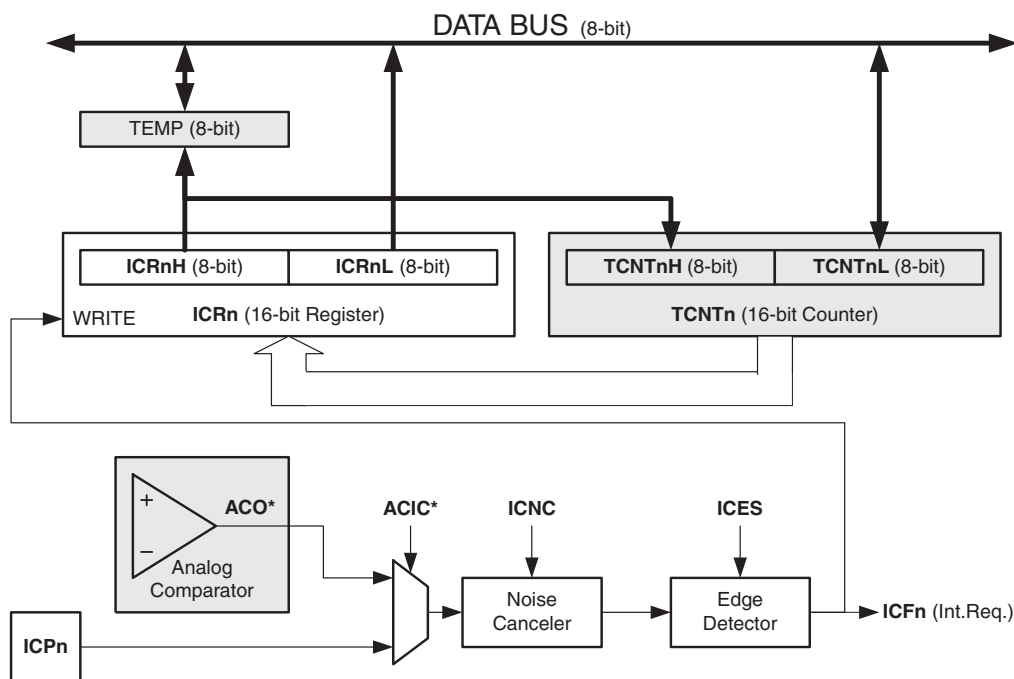 DATA BUS (8-bit)
TEMP (8-bit)
ICRnH (8-bit)
ICRnL (8-bit)
TCNTnH (8-bit)
TCNTnL (8-bit)
WRITE
ICRn (16-bit Register)
TCNTn (16-bit Counter)
+
−
ACO*
Analog
Comparator
ACIC*
ICNC
ICES
Noise
Canceler
Edge
Detector
ICFn (Int.Req.)
ICPn